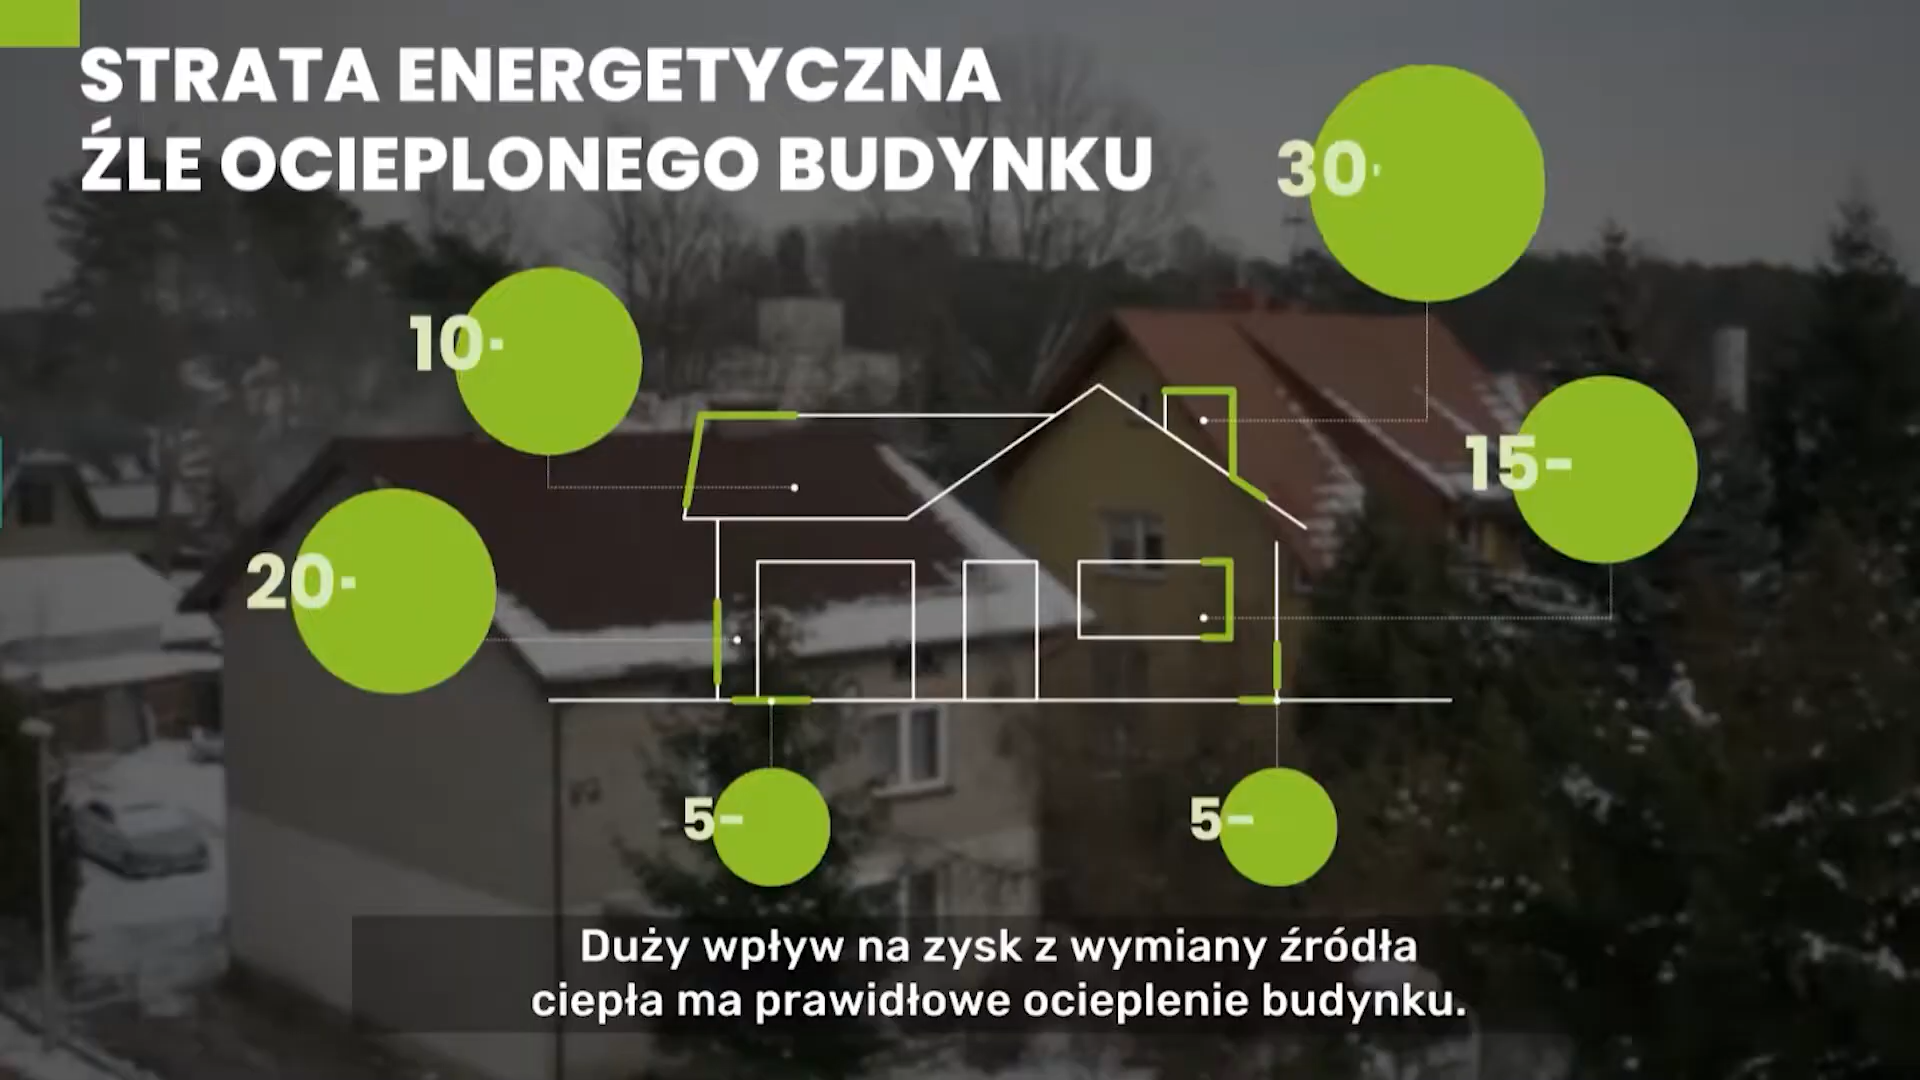 STRATA ENERGETYCZNA
ŹLE OCIEPLONEGO BUDYNKU
30-
10-
15-
20-
5-
5-
Duży wpływ na zysk z wymiany źródła
ciepła ma prawidłowe ocieplenie budynku.